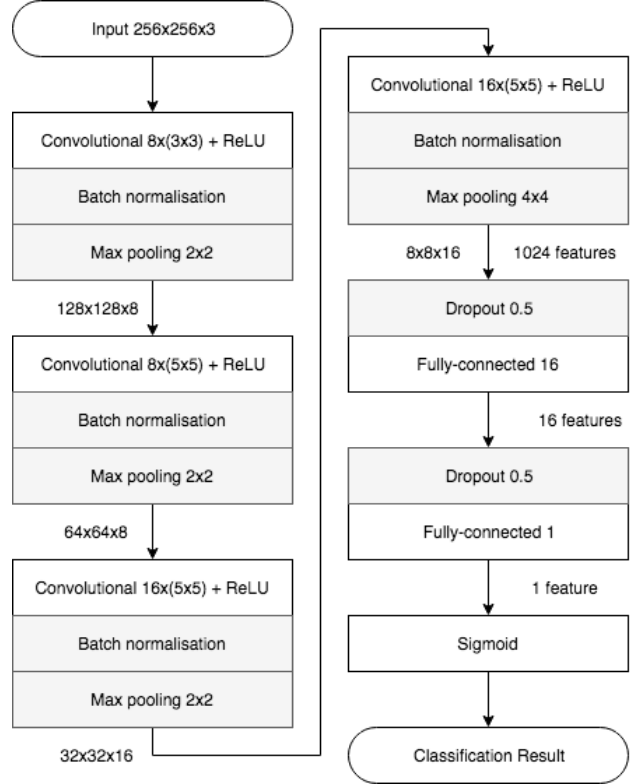 Input 256x256x3
Convolutional 8x(3x3) + ReLU
Batch normalisation
Max pooling 2x2
128x128x8
Convolutional 8x(5x5) + ReLU
Batch normalisation
Max pooling 2x2
64x64x8
Convolutional 16x(5x5) + ReLU
Batch normalisation
Max pooling 2x2
32x32x16
Convolutional 16x(5x5) + ReLU
Batch normalisation
Max pooling 4x4
8x8x16 1024 features
Dropout 0.5
Fully-connected 16
16 features
Dropout 0.5
Fully-connected 1
1 feature
Sigmoid
Classification Result